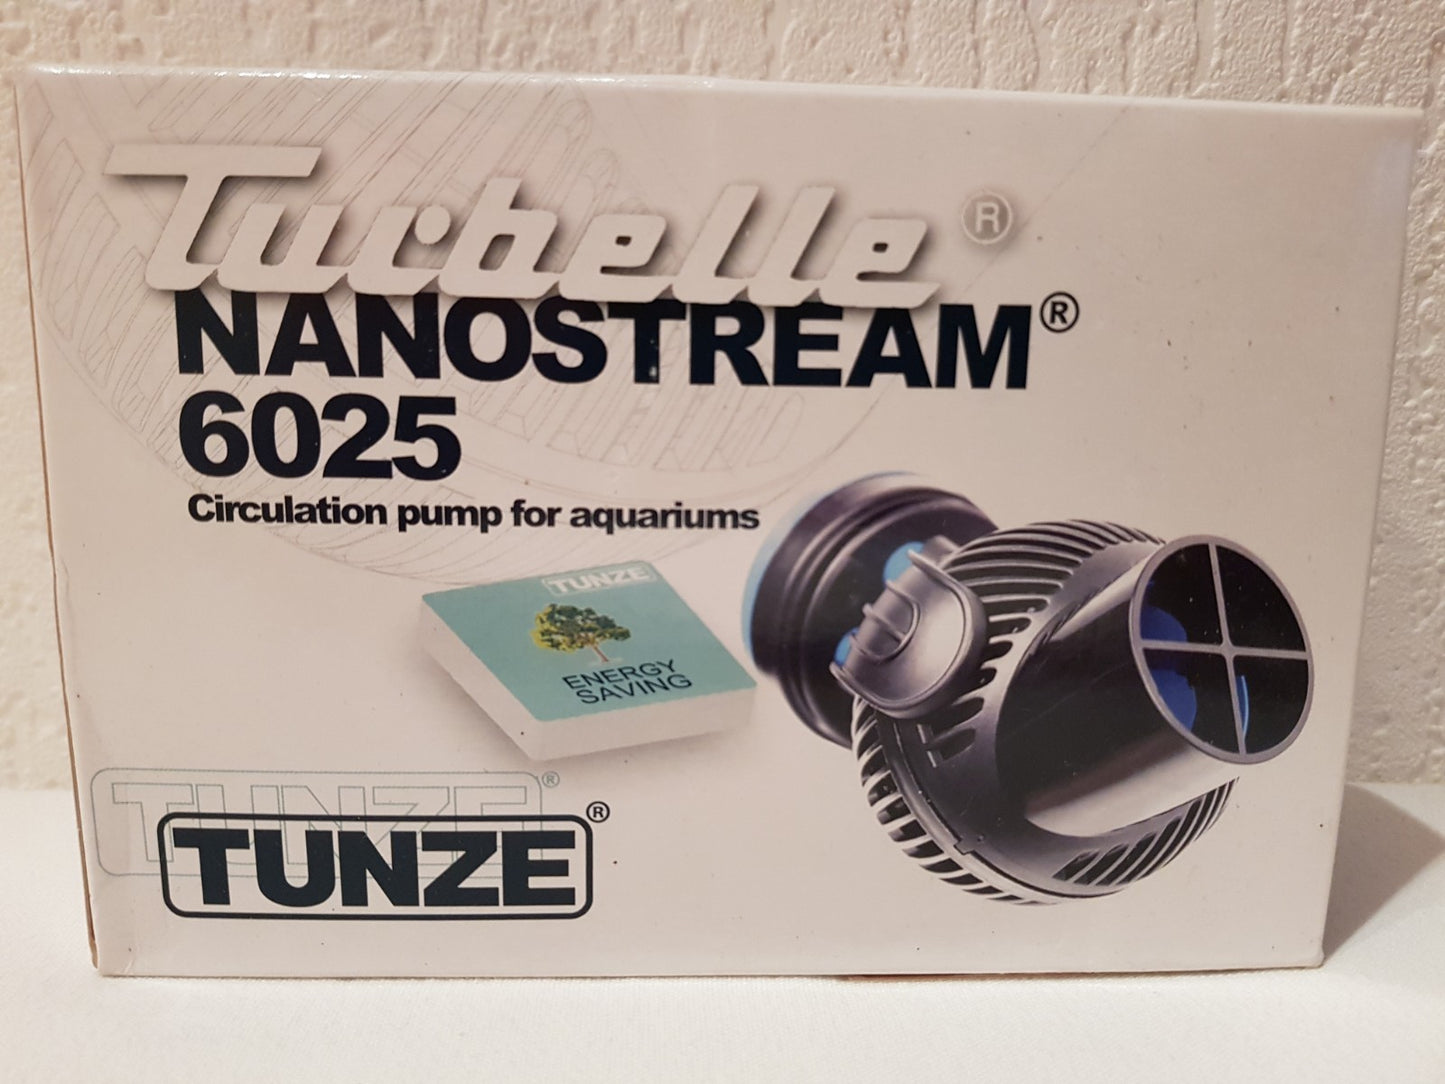 Turbelle ®
NANOSTREAM®
6025
Circulation pump for aquariums
TUNZE
ENERGY
SAVING
TUNZE®
TUNZE®